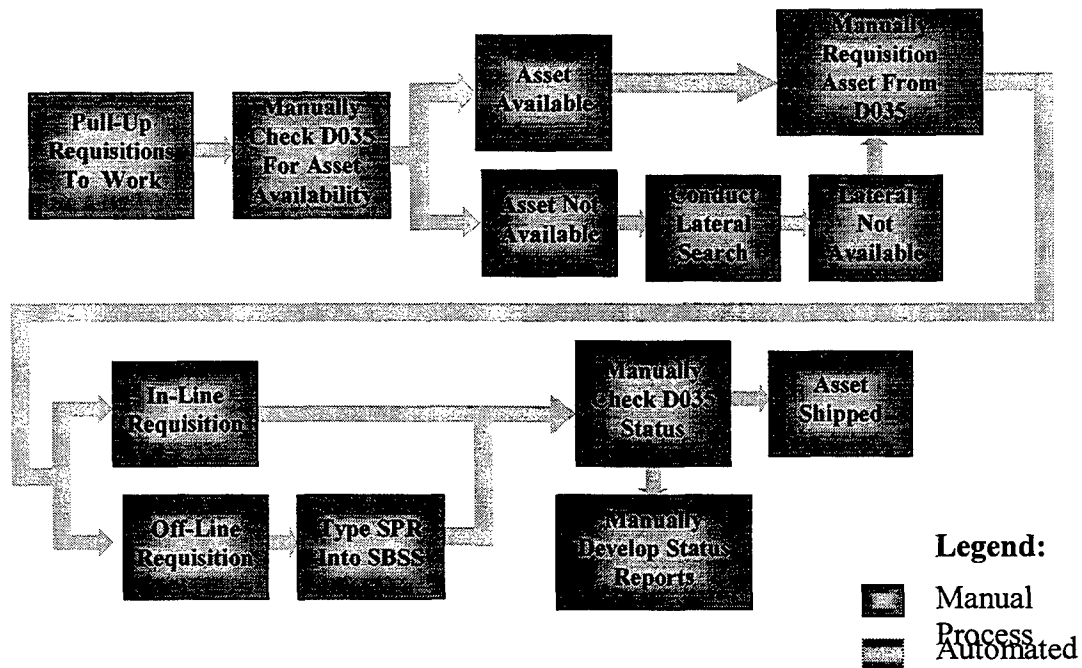 Pull-Up
Requisitions
To Work
Manually
Check D035
For Asset
Availability
Asset
Available
Asset Not
Available
Conduct
Lateral
Search
Lateral
Not
Available
Manually
Requisition
Asset From
D035
In-Line
Requisition
Off-Line
Requisition
Type SPR
Into SBSS
Manually
Check D035
Status
Asset
Shipped
Manually
Develop Status
Reports
Legend:
Manual
Process
Automated